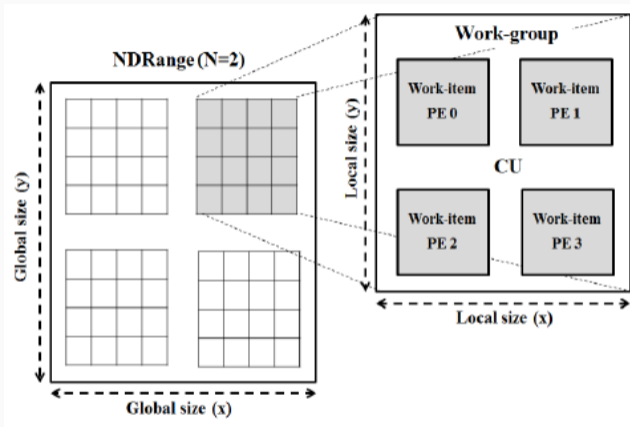 NDRange (N=2)
Global size (y)
Global size (x)
Work-group
Local size (y)
Work-item
PE 0
Work-item
PE 1
CU
Work-item
PE 2
Work-item
PE 3
Local size (x)